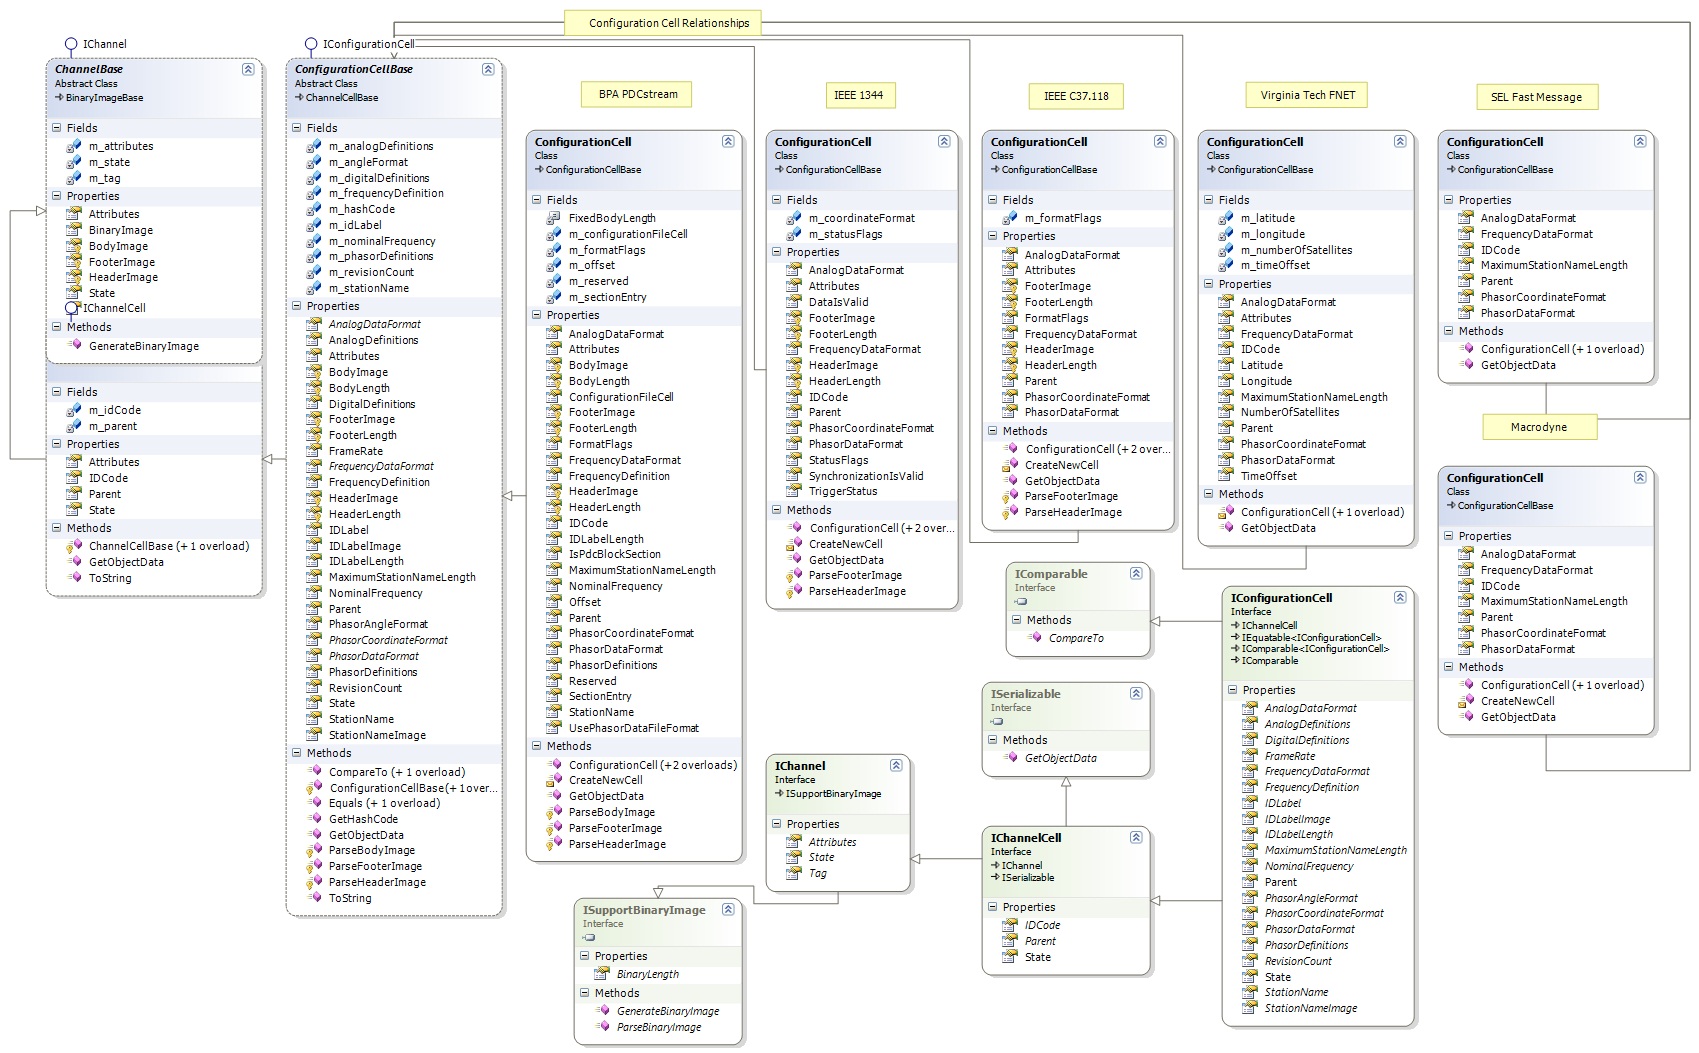 Configuration Cell Relationships
IChannel
ChannelBase
Abstract Class
BinaryImageBase
Fields
m_attributes
m_state
m_tag
Properties
Attributes
BinaryImage
BodyImage
FooterImage
HeaderImage
State
IChannelCell
Methods
GenerateBinaryImage
Fields
m_idCode
m_parent
Properties
Attributes
IDCode
Parent
State
Methods
ChannelCellBase (+ 1 overload)
GetObjectData
ToString
IConfigurationCell
ConfigurationCellBase
Abstract Class
ChannelCellBase
Fields
m_analogDefinitions
m_angleFormat
m_digitalDefinitions
m_frequencyDefinition
m_hashCode
m_idLabel
m_nominalFrequency
m_phasorDefinitions
m_revisionCount
m_stationName
Properties
AnalogDataFormat
AnalogDefinitions
Attributes
BodyImage
BodyLength
DigitalDefinitions
FooterImage
FooterLength
FrameRate
FrequencyDataFormat
FrequencyDefinition
HeaderImage
HeaderLength
IDLabel
IDLabelImage
IDLabelLength
MaximumStationNameLength
NominalFrequency
Parent
PhasorAngleFormat
PhasorCoordinateFormat
PhasorDataFormat
PhasorDefinitions
RevisionCount
State
StationName
StationNameImage
Methods
CompareTo (+ 1 overload)
ConfigurationCellBase(+ 1over...
Equals (+ 1 overload)
GetHashCode
GetObjectData
ParseBodyImage
ParseFooterImage
ParseHeaderImage
ToString
BPA PDCstream
ConfigurationCell
Class
ConfigurationCellBase
Fields
FixedBodyLength
m_configurationFileCell
m_formatFlags
m_offset
m_reserved
m_sectionEntry
Properties
AnalogDataFormat
Attributes
BodyImage
BodyLength
ConfigurationFileCell
FooterImage
FooterLength
FormatFlags
FrequencyDataFormat
FrequencyDefinition
HeaderImage
HeaderLength
IDCode
IDLabelLength
IsPdcBlockSection
MaximumStationNameLength
NominalFrequency
Offset
Parent
PhasorCoordinateFormat
PhasorDataFormat
PhasorDefinitions
Reserved
SectionEntry
StationName
UsePhasorDataFileFormat
Methods
ConfigurationCell (+2 overloads)
CreateNewCell
GetObjectData
ParseBodyImage
ParseFooterImage
ParseHeaderImage
IEEE 1344
ConfigurationCell
Class
ConfigurationCellBase
Fields
m_coordinateFormat
m_statusFlags
Properties
AnalogDataFormat
Attributes
DataIsValid
FooterImage
FooterLength
FrequencyDataFormat
HeaderImage
HeaderLength
IDCode
Parent
PhasorCoordinateFormat
PhasorDataFormat
StatusFlags
SynchronizationIsValid
TriggerStatus
Methods
ConfigurationCell (+ 2 over...
CreateNewCell
GetObjectData
ParseFooterImage
ParseHeaderImage
IEEE C37.118
ConfigurationCell
Class
ConfigurationCellBase
Fields
m_formatFlags
Properties
AnalogDataFormat
Attributes
FooterImage
FooterLength
FormatFlags
FrequencyDataFormat
HeaderImage
HeaderLength
Parent
PhasorCoordinateFormat
PhasorDataFormat
Methods
ConfigurationCell (+ 2 over...
CreateNewCell
GetObjectData
ParseFooterImage
ParseHeaderImage
Virginia Tech FNET
ConfigurationCell
Class
ConfigurationCellBase
Fields
m_latitude
m_longitude
m_numberOfSatellites
m_timeOffset
Properties
AnalogDataFormat
Attributes
FrequencyDataFormat
IDCode
Latitude
Longitude
MaximumStationNameLength
NumberOfSatellites
Parent
PhasorCoordinateFormat
PhasorDataFormat
TimeOffset
Methods
ConfigurationCell (+ 1 overload)
GetObjectData
SEL Fast Message
ConfigurationCell
Class
ConfigurationCellBase
Properties
AnalogDataFormat
FrequencyDataFormat
IDCode
MaximumStationNameLength
Parent
PhasorCoordinateFormat
PhasorDataFormat
Methods
ConfigurationCell (+ 1 overload)
GetObjectData
Macrodyne
ConfigurationCell
Class
ConfigurationCellBase
Properties
AnalogDataFormat
FrequencyDataFormat
IDCode
MaximumStationNameLength
Parent
PhasorCoordinateFormat
PhasorDataFormat
Methods
ConfigurationCell (+ 1 overload)
CreateNewCell
GetObjectData
IComparable
Interface
Methods
CompareTo
ISerializable
Interface
Methods
GetObjectData
IConfigurationCell
Interface
IChannelCell
IEquatable<IConfigurationCell>
IComparable<IConfigurationCell>
IComparable
Properties
AnalogDataFormat
AnalogDefinitions
DigitalDefinitions
FrameRate
FrequencyDataFormat
FrequencyDefinition
IDLabel
IDLabelImage
IDLabelLength
MaximumStationNameLength
NominalFrequency
Parent
PhasorAngleFormat
PhasorCoordinateFormat
PhasorDataFormat
PhasorDefinitions
RevisionCount
State
StationName
StationNameImage
IChannel
Interface
ISupportBinaryImage
Properties
Attributes
State
Tag
IChannelCell
Interface
IChannel
ISerializable
Properties
IDCode
Parent
State
ISupportBinaryImage
Interface
Properties
BinaryLength
Methods
GenerateBinaryImage
ParseBinaryImage